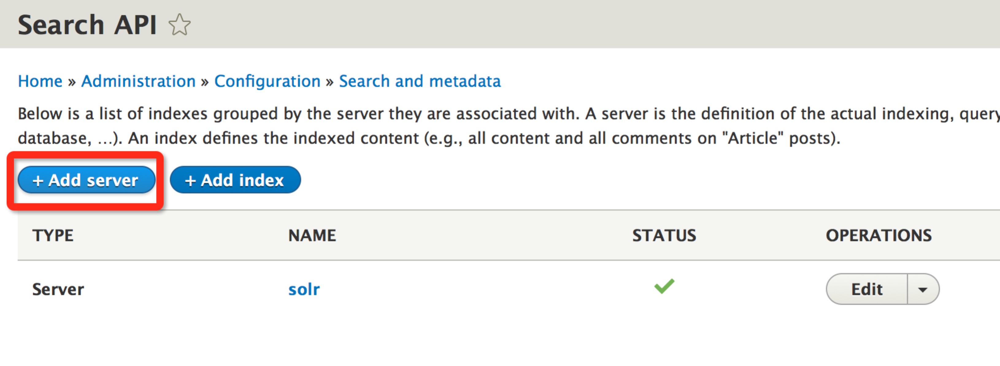 Search API
Home » Administration » Configuration » Search and metadata
Below is a list of indexes grouped by the server they are associated with. A server is the definition of the actual indexing, query
database, ...). An index defines the indexed content (e.g., all content and all comments on "Article" posts).
+ Add server + Add index
TYPE NAME STATUS OPERATIONS
Server solr Edit